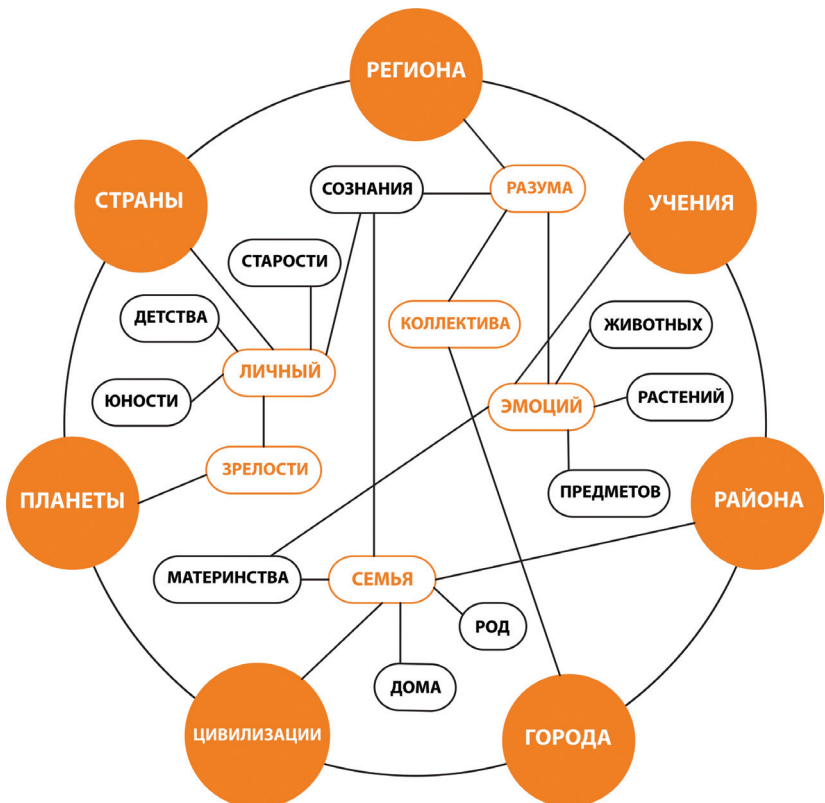 РЕГИОНА
СОЗНАНИЯ
РАЗУМА
СТРАНЫ
УЧЕНИЯ
СТАРОСТИ
ДЕТСТВА
КОЛЛЕКТИВА
ЖИВОТНЫХ
ЛИЧНЫЙ
ЮНОСТИ
ЭМОЦИЙ
РАСТЕНИЙ
ЗРЕЛОСТИ
ПРЕДМЕТОВ
ПЛАНЕТЫ
РАЙОНА
МАТЕРИНСТВА
СЕМЬЯ
РОД
ДОМА
ЦИВИЛИЗАЦИИ
ГОРОДА